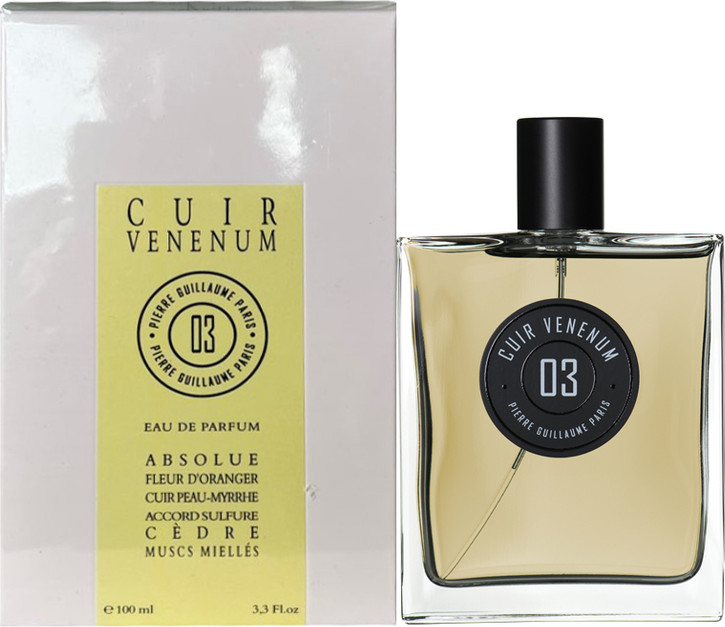 CUIR
VENENUM
PIERRE GUILLAUME PARIS
03
PIERRE GUILLAUME PARIS
EAU DE PARFUM
ABSOLUE
FLEUR D'ORANGER
CUIR PEAU-MYRRHE
ACCORD SULFURE
CÈDRE
MUSCS MIELLÉS
e 100 ml 3,3 Fl.oz
CUIR VENENUM
03
PIERRE GUILLAUME PARIS